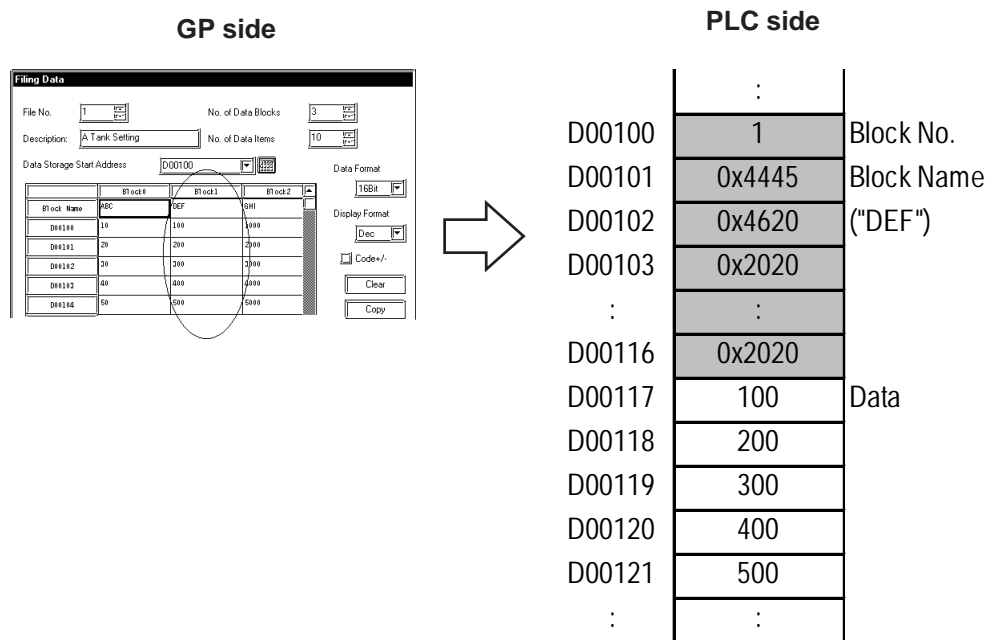 GP side
PLC side
Filing Data
File No. 1 No. of Data Blocks 3
Description: A Tank Setting No. of Data Items 10
Data Storage Start Address D00100
Data Format
16Bit
Display Format
Dec
Code+/-
Clear
Copy
Block0 Block1 Block2
Block Name ABC DEF GHI
D00100 10 100 1000
D00101 20 200 2000
D00102 30 300 3000
D00103 40 400 4000
D00104 50 500 5000
:
D00100 1 Block No.
D00101 0x4445 Block Name
D00102 0x4620 ("DEF")
D00103 0x2020
: :
D00116 0x2020
D00117 100 Data
D00118 200
D00119 300
D00120 400
D00121 500
: :